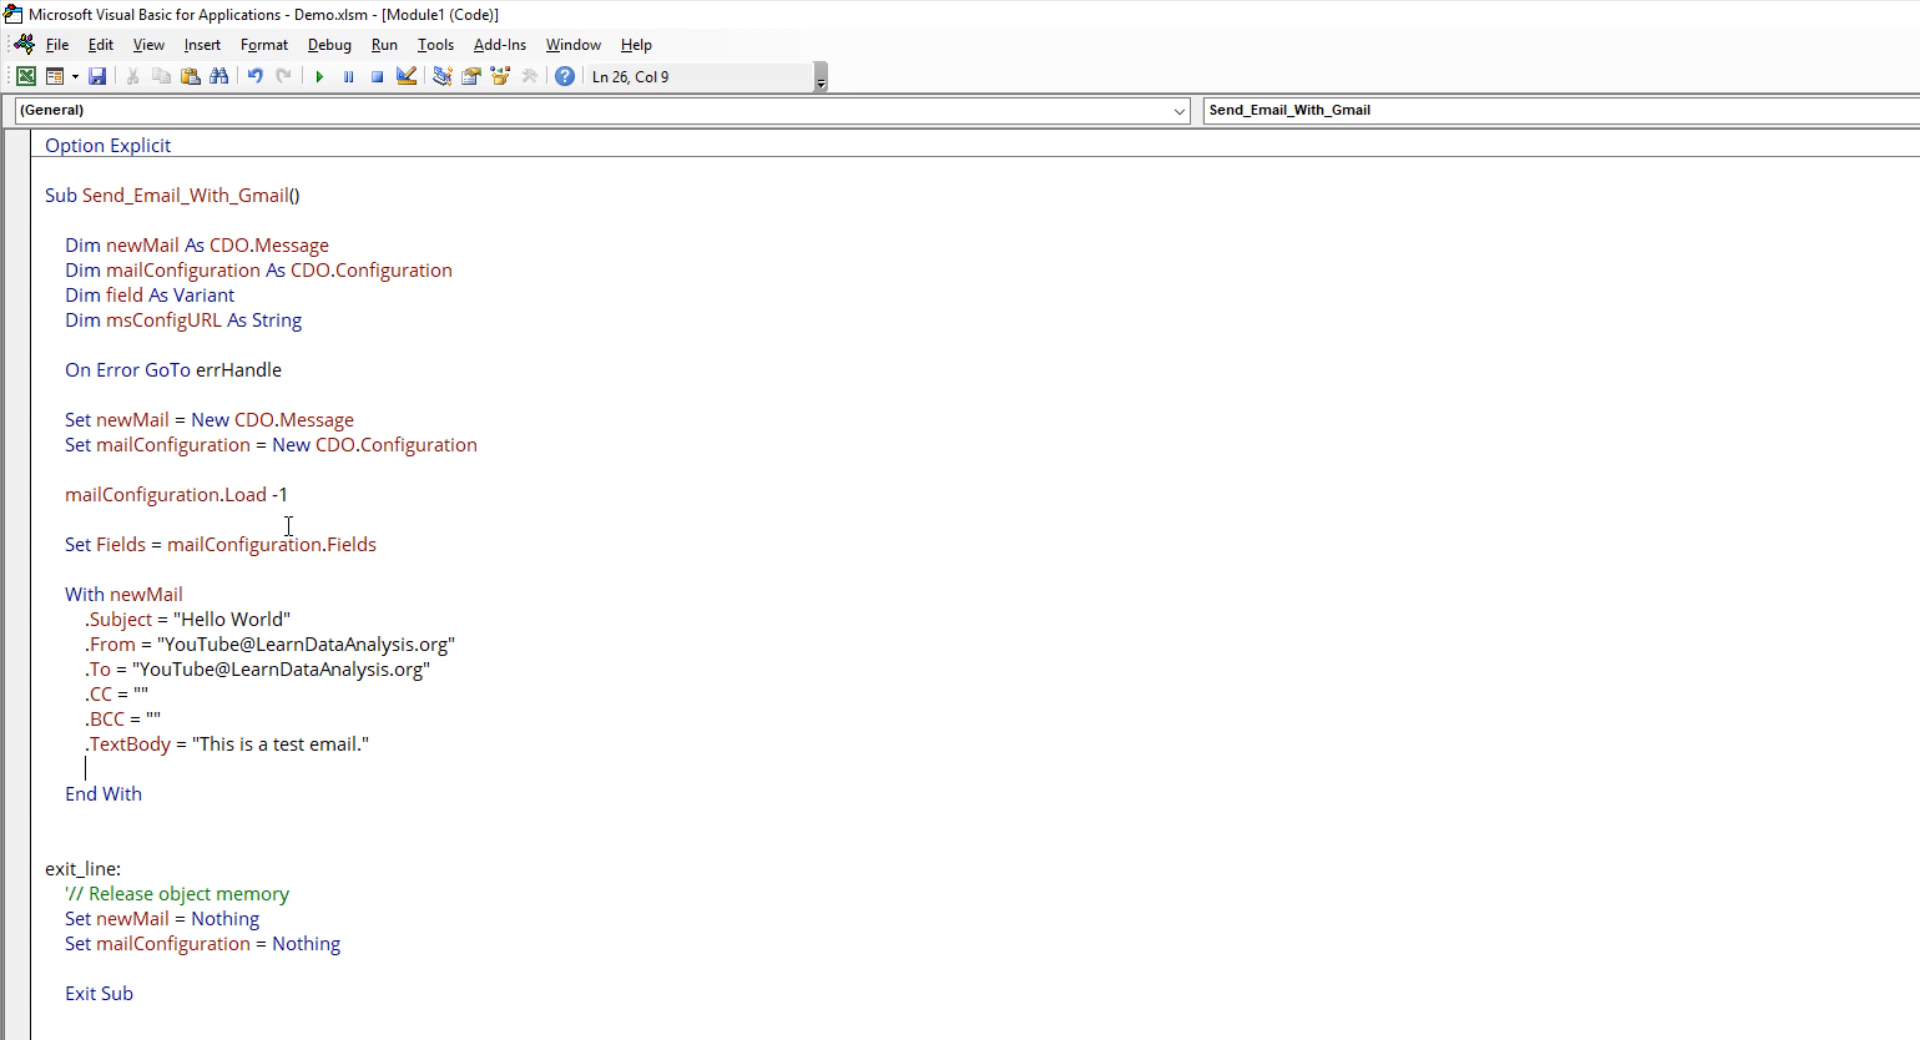 Microsoft Visual Basic for Applications - Demo.xlsm - [Module1 (Code)]
File Edit View Insert Format Debug Run Tools Add-Ins Window Help
Ln 26, Col 9
(General) Send_Email_With_Gmail
Option Explicit
Sub Send_Email_With_Gmail()
Dim newMail As CDO.Message
Dim mailConfiguration As CDO.Configuration
Dim field As Variant
Dim msConfigURL As String
On Error GoTo errHandle
Set newMail = New CDO.Message
Set mailConfiguration = New CDO.Configuration
mailConfiguration.Load -1
Set Fields = mailConfiguration.Fields
With newMail
.Subject = "Hello World"
.From = "YouTube@LearnDataAnalysis.org"
.To = "YouTube@LearnDataAnalysis.org"
.CC = ""
.BCC = ""
.TextBody = "This is a test email."
End With
exit_line:
'// Release object memory
Set newMail = Nothing
Set mailConfiguration = Nothing
Exit Sub